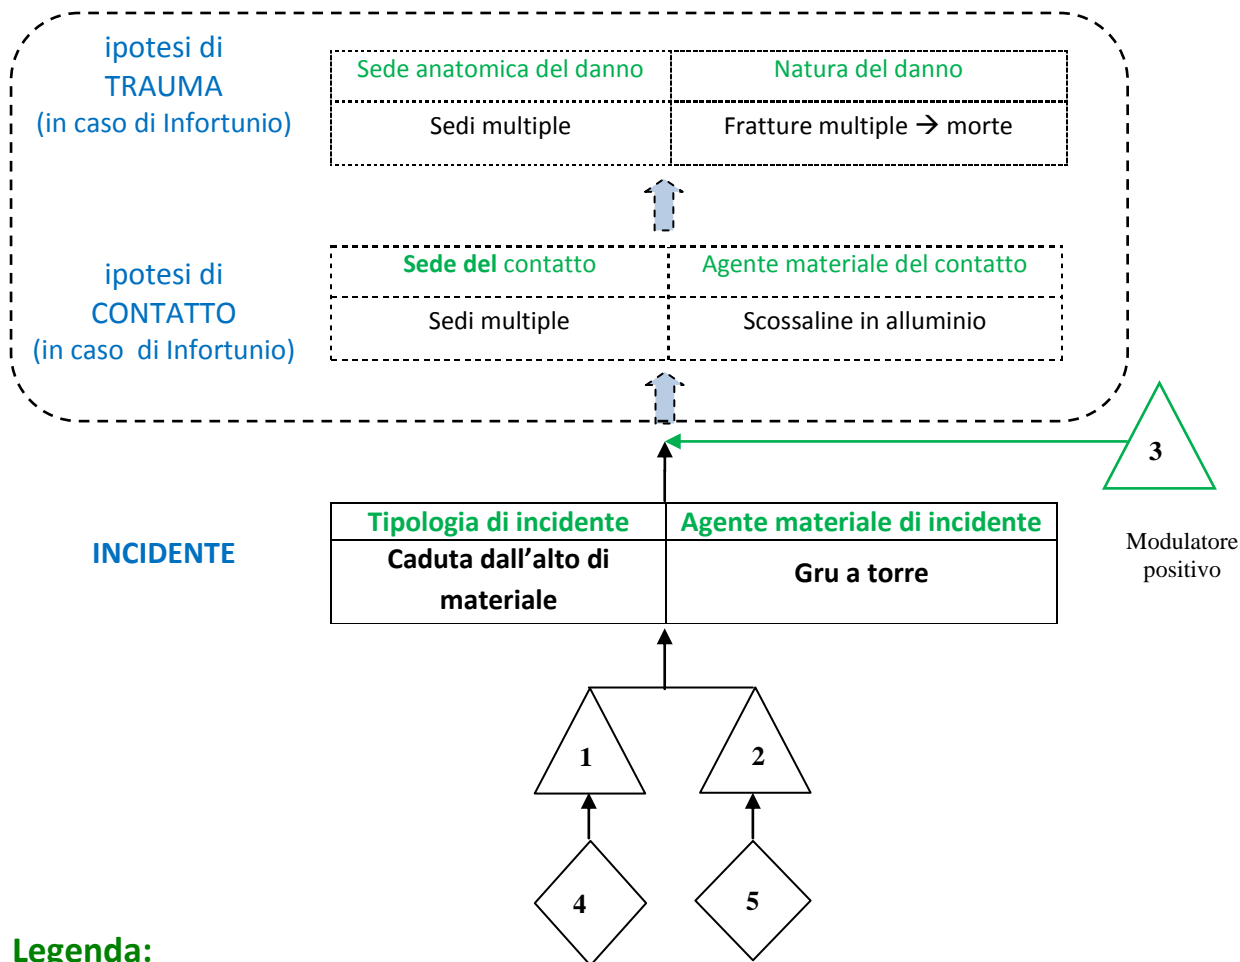 ipotesi di
TRAUMA
(in caso di Infortunio)
Sede anatomica del danno
Natura del danno
Sedi multiple
Fratture multiple → morte
ipotesi di
CONTATTO
(in caso di Infortunio)
Sede del contatto
Agente materiale del contatto
Sedi multiple
Scossaline in alluminio
3
Modulatore
positivo
INCIDENTE
Tipologia di incidente
Agente materiale di incidente
Caduta dall'alto di
materiale
Gru a torre
1
2
4
5
Legenda: